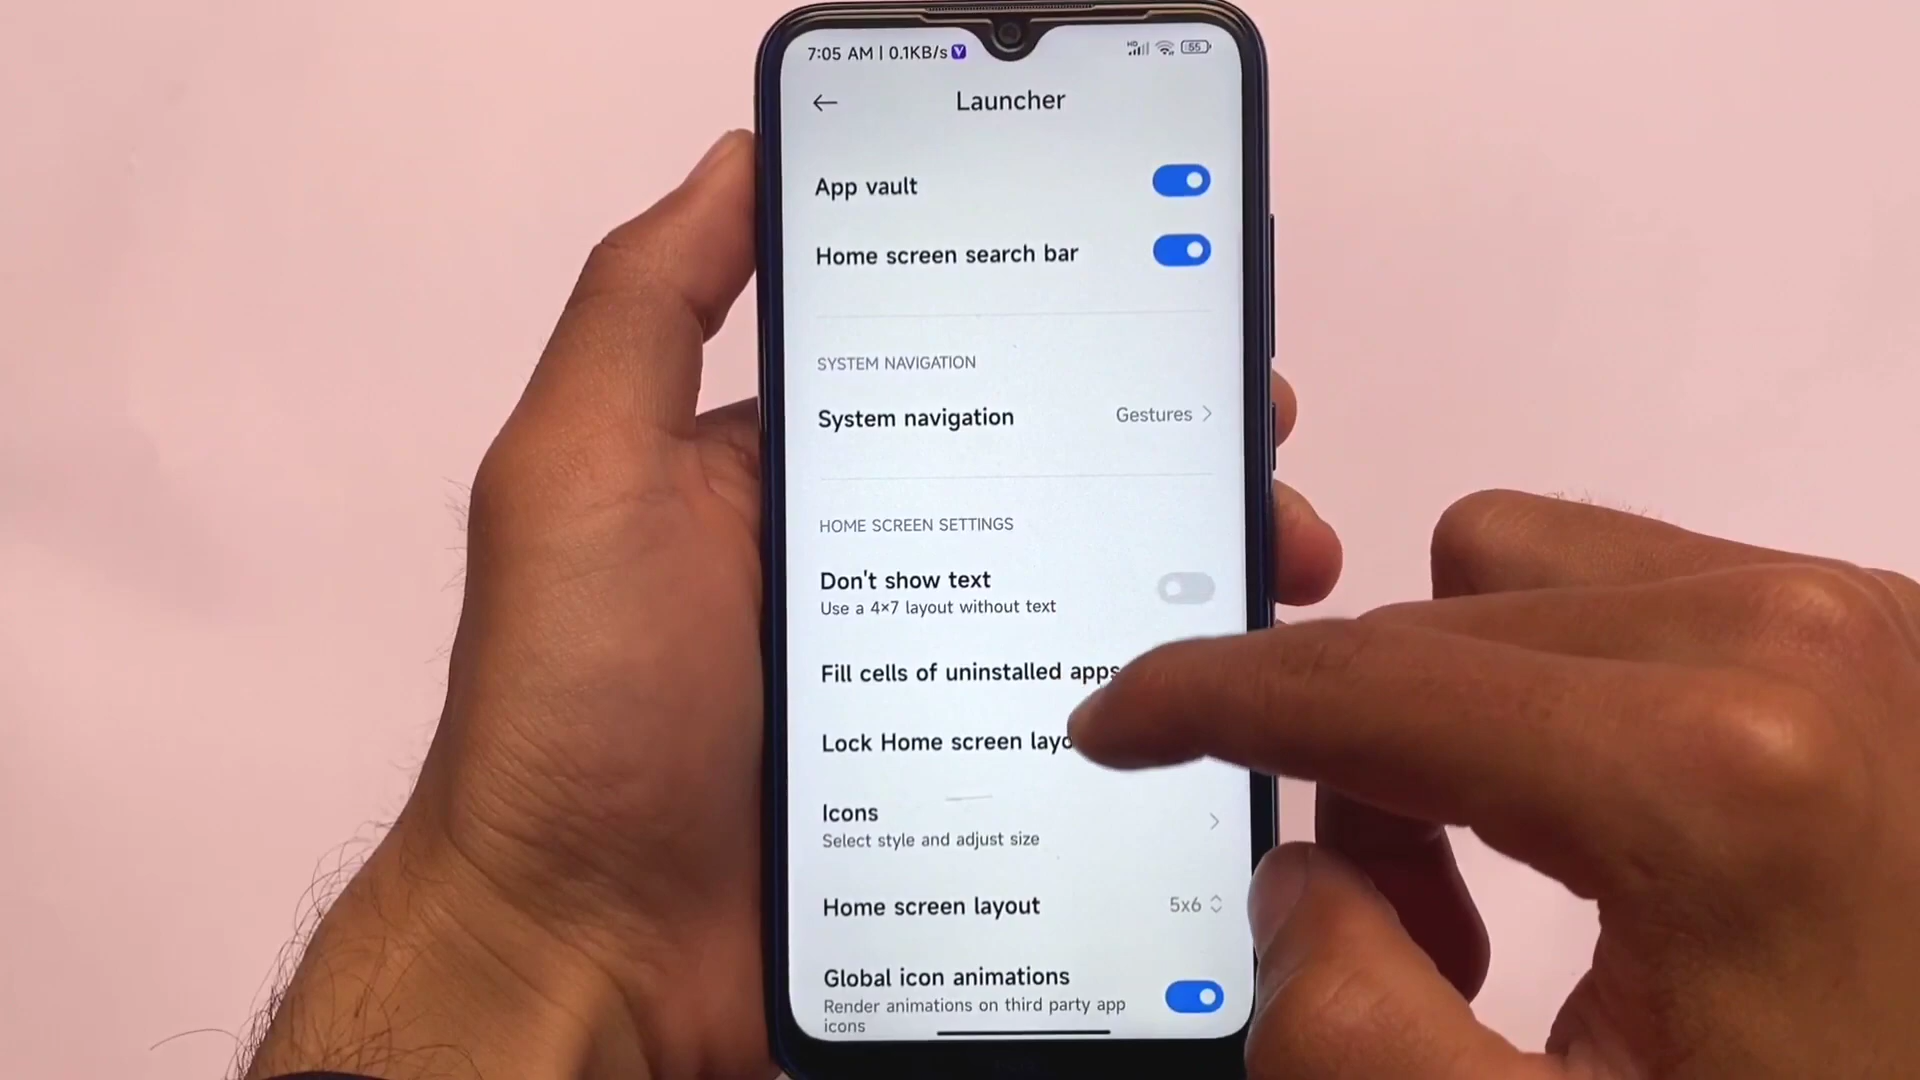 7:05 AM | 0.1KB/s
HD 55
Launcher
App vault
Home screen search bar
SYSTEM NAVIGATION
System navigation Gestures
HOME SCREEN SETTINGS
Don't show text
Use a 4×7 layout without text
Fill cells of uninstalled apps
Lock Home screen layo
Icons
Select style and adjust size
Home screen layout 5x6
Global icon animations
Render animations on third party app
icons